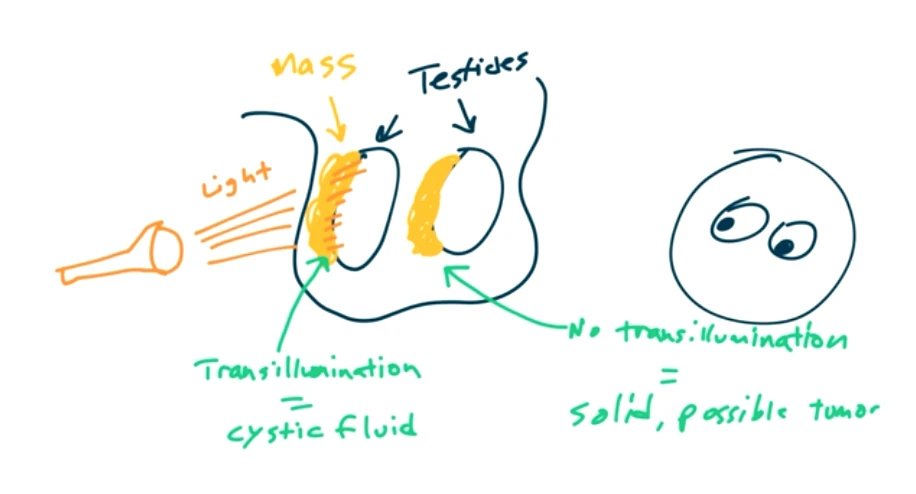 Mass
Testicles
Light
Transillumination
=
cystic fluid
No transillumination
=
solid, possible tumor